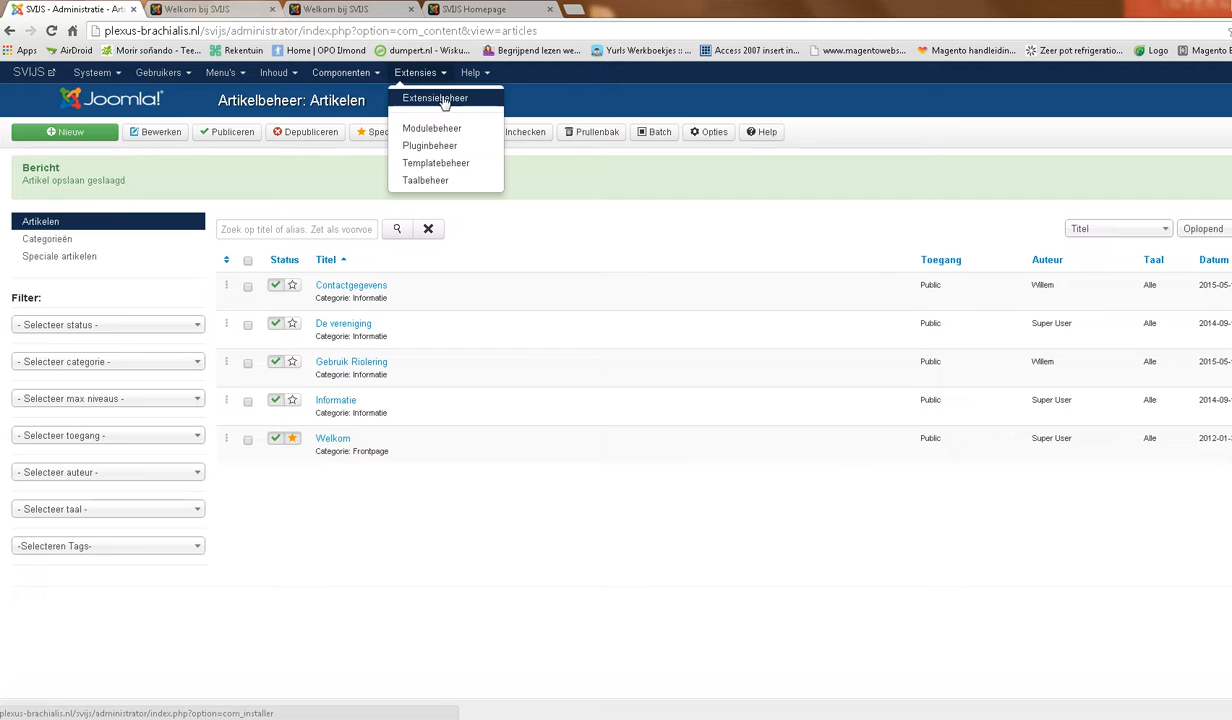 SVIJS - Administratie - Arti
Welkom bij SVIJS
Welkom bij SVIJS
SVIJS Homepage
plexus-brachialis.nl/svijs/administrator/index.php?option=com_content&view=articles
Apps
AirDroid
Morir soñando - Tee...
Rekentuin
Home | OPO IJmond
dumpert.nl - Wisku...
Begrijpend lezen we...
Yurls Werkboekjes :: ...
Access 2007 insert in...
www.magentowebs...
Magento handleidin...
Zeer pot refrigeratio...
Logo
Magento E
SVIJS
Systeem
Gebruikers
Menu's
Inhoud
Componenten
Extensies
Help
Joomla!
Artikelbeheer: Artikelen
Extensiebeheer
Modulebeheer
Pluginbeheer
Templatebeheer
Taalbeheer
Nieuw
Bewerken
Publiceren
Depubliceren
Spec
Inchecken
Prullenbak
Batch
Opties
Help
Bericht
Artikel opslaan geslaagd
Artikelen
Categorieën
Speciale artikelen
Filter:
- Selecteer status -
- Selecteer categorie -
- Selecteer max niveaus -
- Selecteer toegang -
- Selecteer auteur -
- Selecteer taal -
-Selecteren Tags-
Zoek op titel of alias. Zet als voorvoe
Titel
Oplopend
Status
Titel
Toegang
Auteur
Taal
Datum
Contactgegevens
Categorie: Informatie
Public
Willem
Alle
2015-05-
De vereniging
Categorie: Informatie
Public
Super User
Alle
2014-09-
Gebruik Riolering
Categorie: Informatie
Public
Willem
Alle
2015-05-
Informatie
Categorie: Informatie
Public
Super User
Alle
2014-09-
Welkom
Categorie: Frontpage
Public
Super User
Alle
2012-01-
plexus-brachialis.nl/svijs/administrator/index.php?option=com_installer